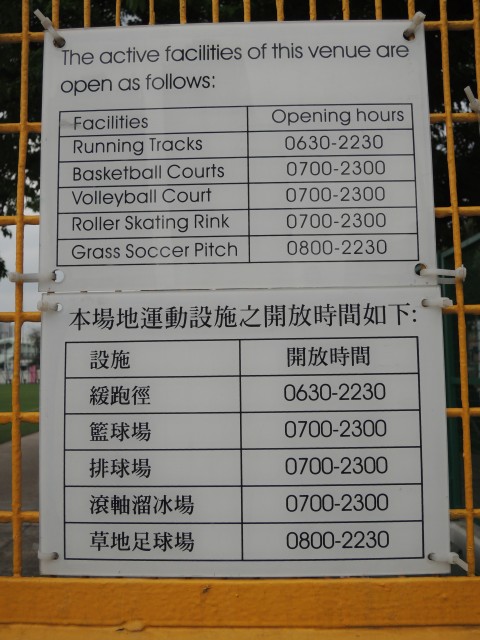 The active facilities of this venue are
open as follows:
Facilities Opening hours
Running Tracks 0630-2230
Basketball Courts 0700-2300
Volleyball Court 0700-2300
Roller Skating Rink 0700-2300
Grass Soccer Pitch 0800-2230
本場地運動設施之開放時間如下:
設施 開放時間
緩跑徑 0630-2230
籃球場 0700-2300
排球場 0700-2300
滾軸溜冰場 0700-2300
草地足球場 0800-2230